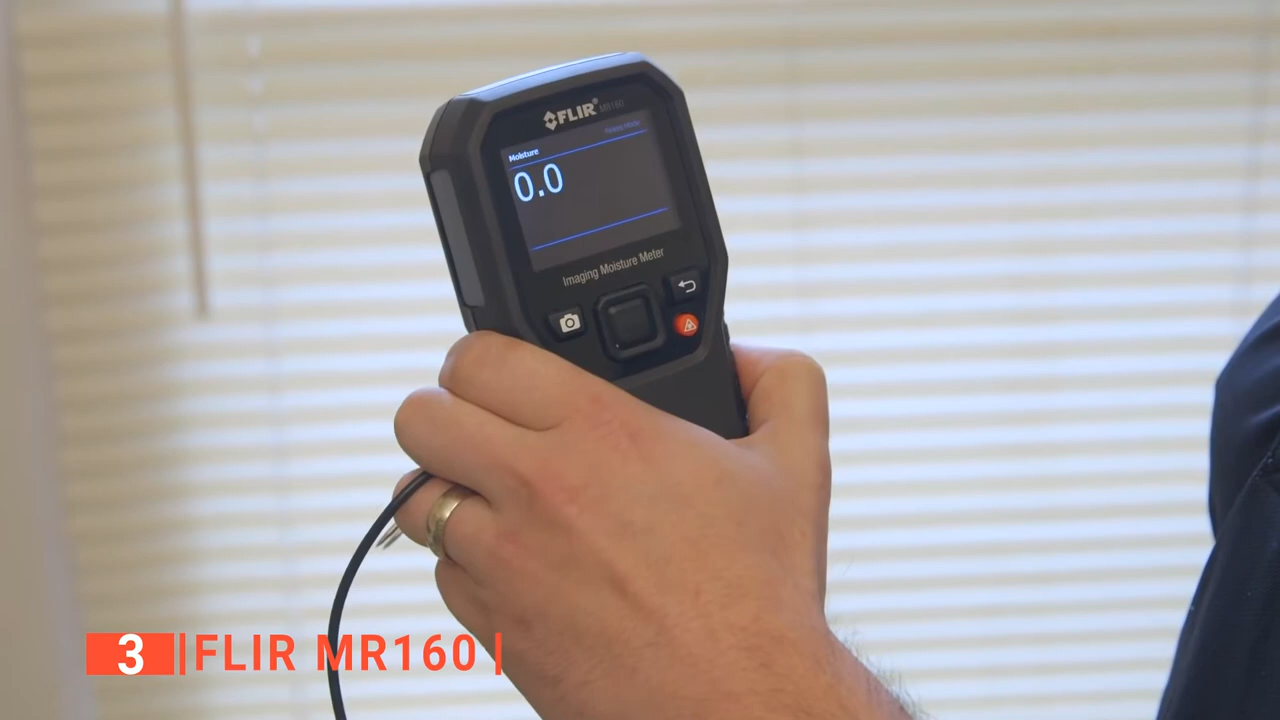 FLIR MR160
Moisture
0.0
Imaging Moisture Meter
3 |FLIR MR160 |